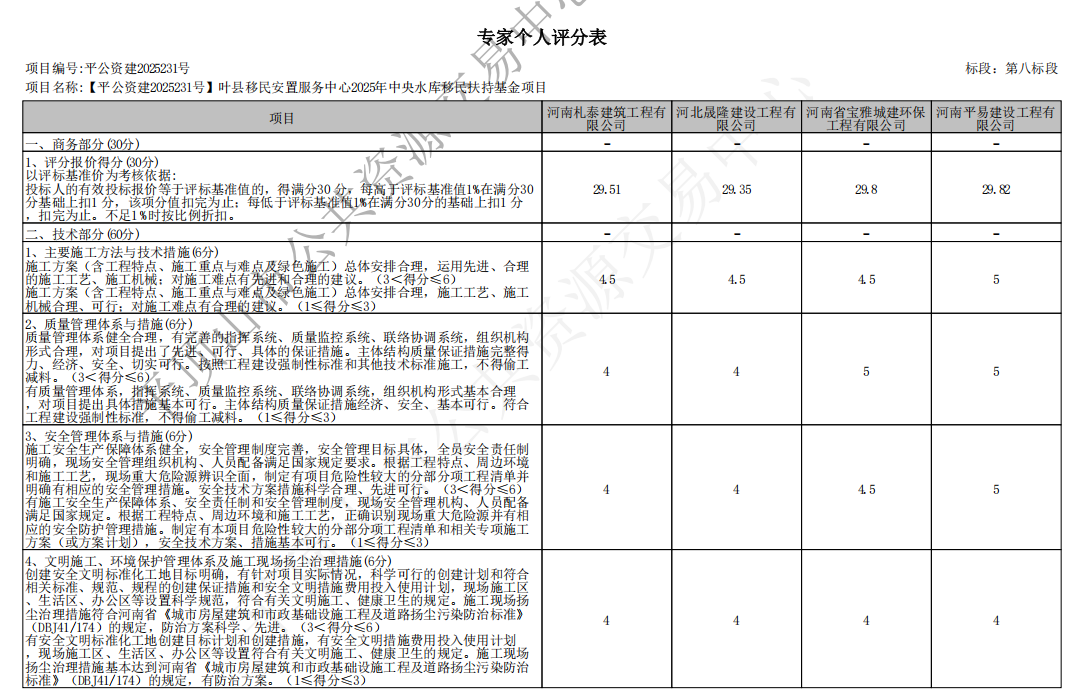 专家个人评分表
项目编号:平公资建2025231号
标段：第八标段
项目名称:【平公资建2025231号】叶县移民安置服务中心2025年中央水库移民扶持基金项目
项目
河南札泰建筑工程有
限公司
河北晟隆建设工程有
限公司
河南省宝雅城建环保
工程有限公司
河南平易建设工程有
限公司
一、商务部分(30分)
-
-
-
-
1、评分报价得分(30分)
以评标基准价为考核依据:
投标人的有效投标报价等于评标基准值的，得满分30 分，每高于评标基准值1%在满分30
分基础上扣1 分，该项分值扣完为止；每低于评标基准值1%在满分30分的基础上扣1 分
，扣完为止。不足1%时按比例折扣。
29.51
29.35
29.8
29.82
二、技术部分(60分)
-
-
-
-
1、主要施工方法与技术措施(6分)
施工方案（含工程特点、施工重点与难点及绿色施工）总体安排合理，运用先进、合理
的施工工艺、施工机械；对施工难点有先进和合理的建议。（3＜得分≤6）
施工方案（含工程特点、施工重点与难点及绿色施工）总体安排合理，施工工艺、施工
机械合理、可行；对施工难点有合理的建议。（1≤得分≤3）
4.5
4.5
4.5
5
2、质量管理体系与措施(6分)
质量管理体系健全合理，有完善的指挥系统、质量监控系统、联络协调系统，组织机构
形式合理，对项目提出了先进、可行、具体的保证措施。主体结构质量保证措施完整得
力、经济、安全、切实可行。按照工程建设强制性标准和其他技术标准施工，不得偷工
减料。（3＜得分≤6）
有质量管理体系，指挥系统、质量监控系统、联络协调系统，组织机构形式基本合理
，对项目提出具体措施基本可行。主体结构质量保证措施经济、安全、基本可行。符合
工程建设强制性标准，不得偷工减料。（1≤得分≤3）
4
4
5
5
3、安全管理体系与措施(6分)
施工安全生产保障体系健全，安全管理制度完善，安全管理目标具体，全员安全责任制
明确，现场安全管理组织机构、人员配备满足国家规定要求。根据工程特点、周边环境
和施工工艺，现场重大危险源辨识全面，制定有项目危险性较大的分部分项工程清单并
明确有相应的安全管理措施。安全技术方案措施科学合理、先进可行。（3＜得分≤6）
有施工安全生产保障体系、安全责任制和安全管理制度，现场安全管理机构、人员配备
满足国家规定。根据工程特点、周边环境和施工工艺，正确识别现场重大危险源并有相
应的安全防护管理措施。制定有本项目危险性较大的分部分项工程清单和相关专项施工
方案（或方案计划），安全技术方案、措施基本可行。（1≤得分≤3）
4
4
4.5
5
4、文明施工、环境保护管理体系及施工现场扬尘治理措施(6分)
创建安全文明标准化工地目标明确，有针对项目实际情况，科学可行的创建计划和符合
相关标准、规范、规程的创建保证措施和安全文明措施费用投入使用计划，现场施工区
、生活区、办公区等设置科学规范，符合有关文明施工、健康卫生的规定。施工现场扬
尘治理措施符合河南省《城市房屋建筑和市政基础设施工程及道路扬尘污染防治标准》
（DBJ41/174）的规定，防治方案科学、先进。（3＜得分≤6）
有安全文明标准化工地创建目标计划和创建措施，有安全文明措施费用投入使用计划
，现场施工区、生活区、办公区等设置符合有关文明施工、健康卫生的规定。施工现场
扬尘治理措施基本达到河南省《城市房屋建筑和市政基础设施工程及道路扬尘污染防治
标准》（DBJ41/174）的规定，有防治方案。（1≤得分≤3）
4
4
4
4
平顶山市公共资源交易中心
公共资源交易中心